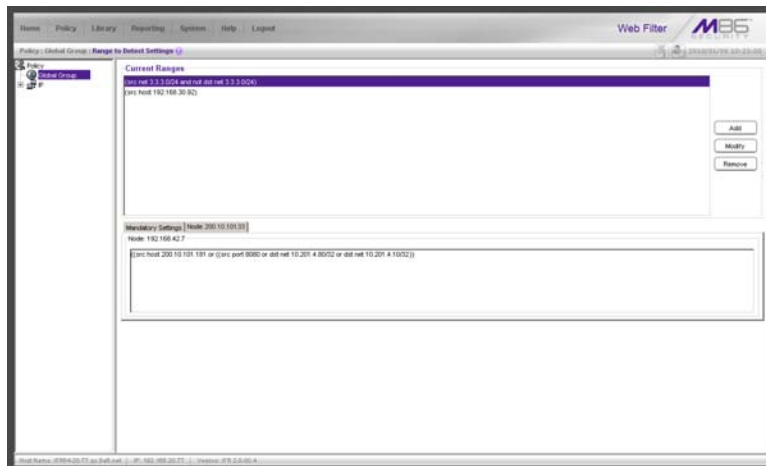 Home Policy Library Reporting System Help Logout
Web Filter
M86
SECURITY
Policy : Global Group : Range to Detect Settings
Policy
Global Group
IP
Current Ranges
(src net 3.3.3.0/24 and not dst net 3.3.3.0/24)
(src host 192.168.30.92)
Add
Modify
Remove
Mandatory Settings Node: 200.10.101.33
Node: 192.168.42.7
((src host 200.10.101.191 or ((src port 8080 or dst net 10.201.4.80/32 or dst net 10.201.4.10/32))